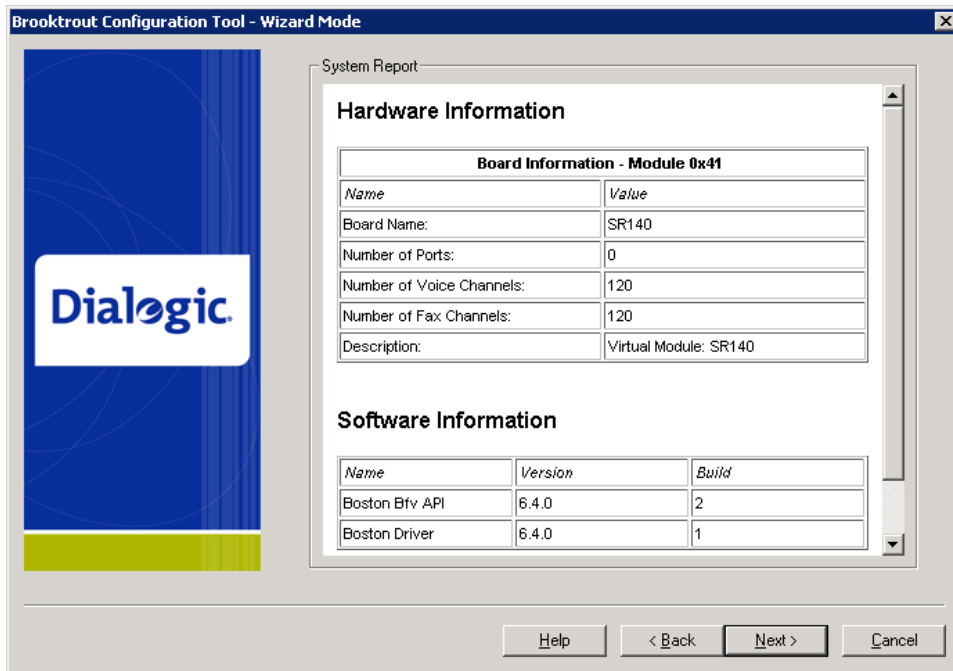 Brooktrout Configuration Tool - Wizard Mode
Dialogic.
System Report
Hardware Information
Board Information - Module 0x41
Name Value
Board Name: SR140
Number of Ports: 0
Number of Voice Channels: 120
Number of Fax Channels: 120
Description: Virtual Module: SR140
Software Information
Name Version Build
Boston Bfv API 6.4.0 2
Boston Driver 6.4.0 1
Help < Back Next > Cancel